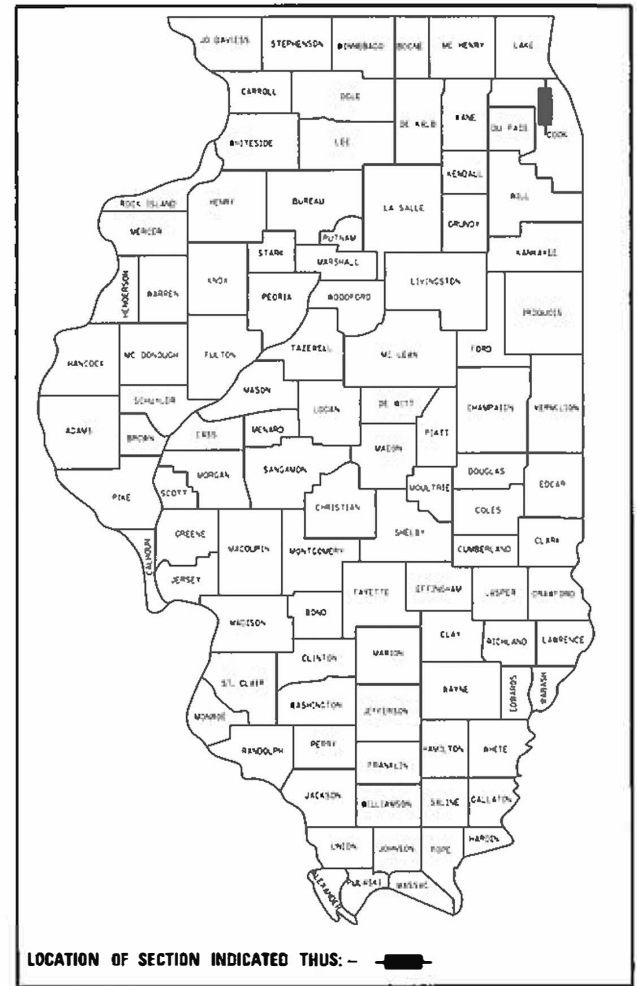 JO DAVIESS STEPHENSON WINNEBAGO BOONE MC HENRY LAKE
CARROLL OGLE DE KALB KANE DU PAGE COOK
WHITESIDE LEE KENDALL WILL
ROCK ISLAND HENRY BUREAU LA SALLE GRUNDY
MERCER PUTNAM KANKAKEE
STARK MARSHALL LIVINGSTON
HENDERSON WARREN KNOX PEORIA WOODFORD IROQUOIS
HANCOCK MC DONOUGH FULTON TAZEWELL MC LEAN FORD
MASON
SCHUYLER LOGAN DE WITT CHAMPAIGN VERMILION
ADAMS BROWN CASS MENARD MACON PIATT
PIKE SCOTT MORGAN SANGAMON MOULTRIE DOUGLAS EDGAR
CHRISTIAN COLES
CALHOUN GREENE MACOUPIN MONTGOMERY SHELBY CUMBERLAND CLARK
JERSEY
FAYETTE EFFINGHAM JASPER CRAWFORD
MADISON BOND CLAY RICHLAND LAWRENCE
CLINTON MARION
ST. CLAIR WAYNE EDWARDS WABASH
MONROE WASHINGTON JEFFERSON
RANDOLPH PERRY HAMILTON WHITE
FRANKLIN
JACKSON WILLIAMSON SALINE GALLATON
UNION JOHNSON POPE HARDIN
ALEXANDER PULASKI MASSAC
LOCATION OF SECTION INDICATED THUS: -